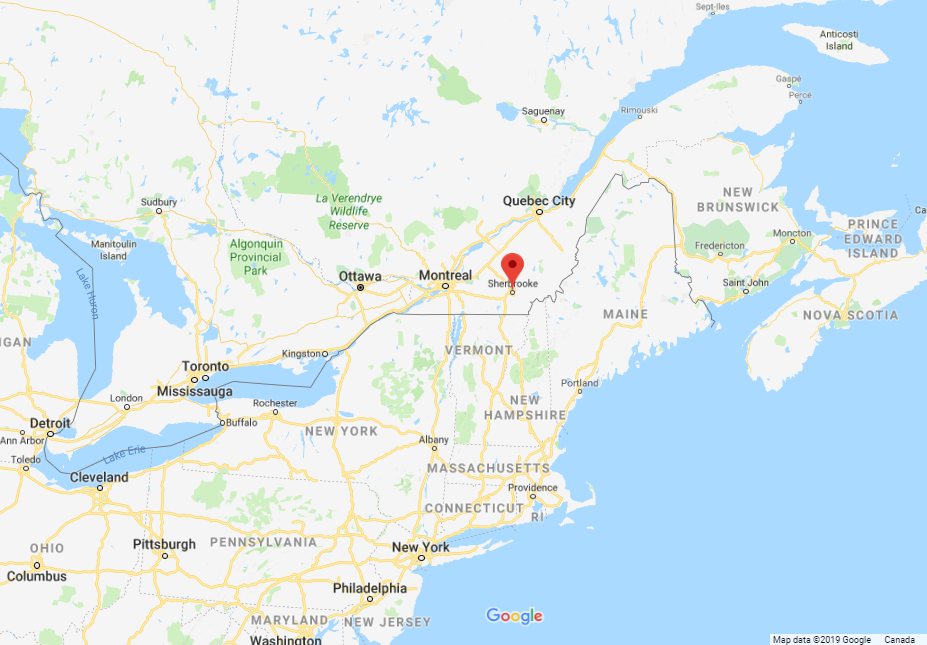 Sept-Iles
Anticosti
Island
Gaspé
Percé
Rimouski
Saguenay
La Verendrye
Wildlife
Reserve
Quebec City
Sudbury
NEW
BRUNSWICK
PRINCE
EDWARD
ISLAND
Ca
Manitoulin
Island
Algonquin
Provincial
Park
Fredericton
Moncton
Lake Huron
Ottawa
Montreal
Sherbrooke
Saint John
MAINE
NOVA SCOTIA
IGAN
Kingston
VERMONT
Toronto
Mississauga
Portland
London
Rochester
NEW
HAMPSHIRE
Detroit
Buffalo
NEW YORK
Ann Arbor
Albany
Toledo
Lake Erie
MASSACHUSETTS
Cleveland
Providence
CONNECTICUT
RI
OHIO
Pittsburgh
PENNSYLVANIA
New York
Columbus
Philadelphia
Google
MARYLAND
NEW JERSEY
Washington
Map data ©2019 Google Canada